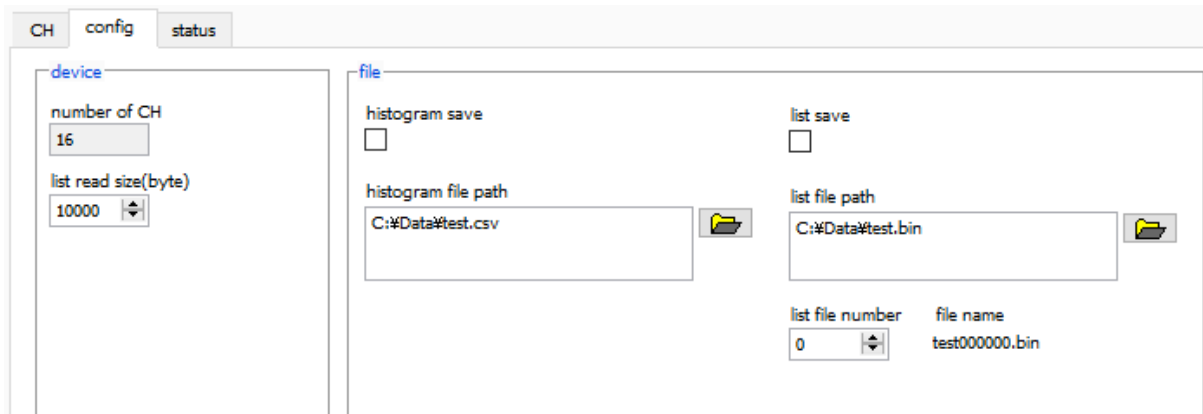 CH config status
device
number of CH
16
list read size(byte)
10000
file
histogram save
histogram file path
C:¥Data¥test.csv
list save
list file path
C:¥Data¥test.bin
list file number file name
0 test000000.bin